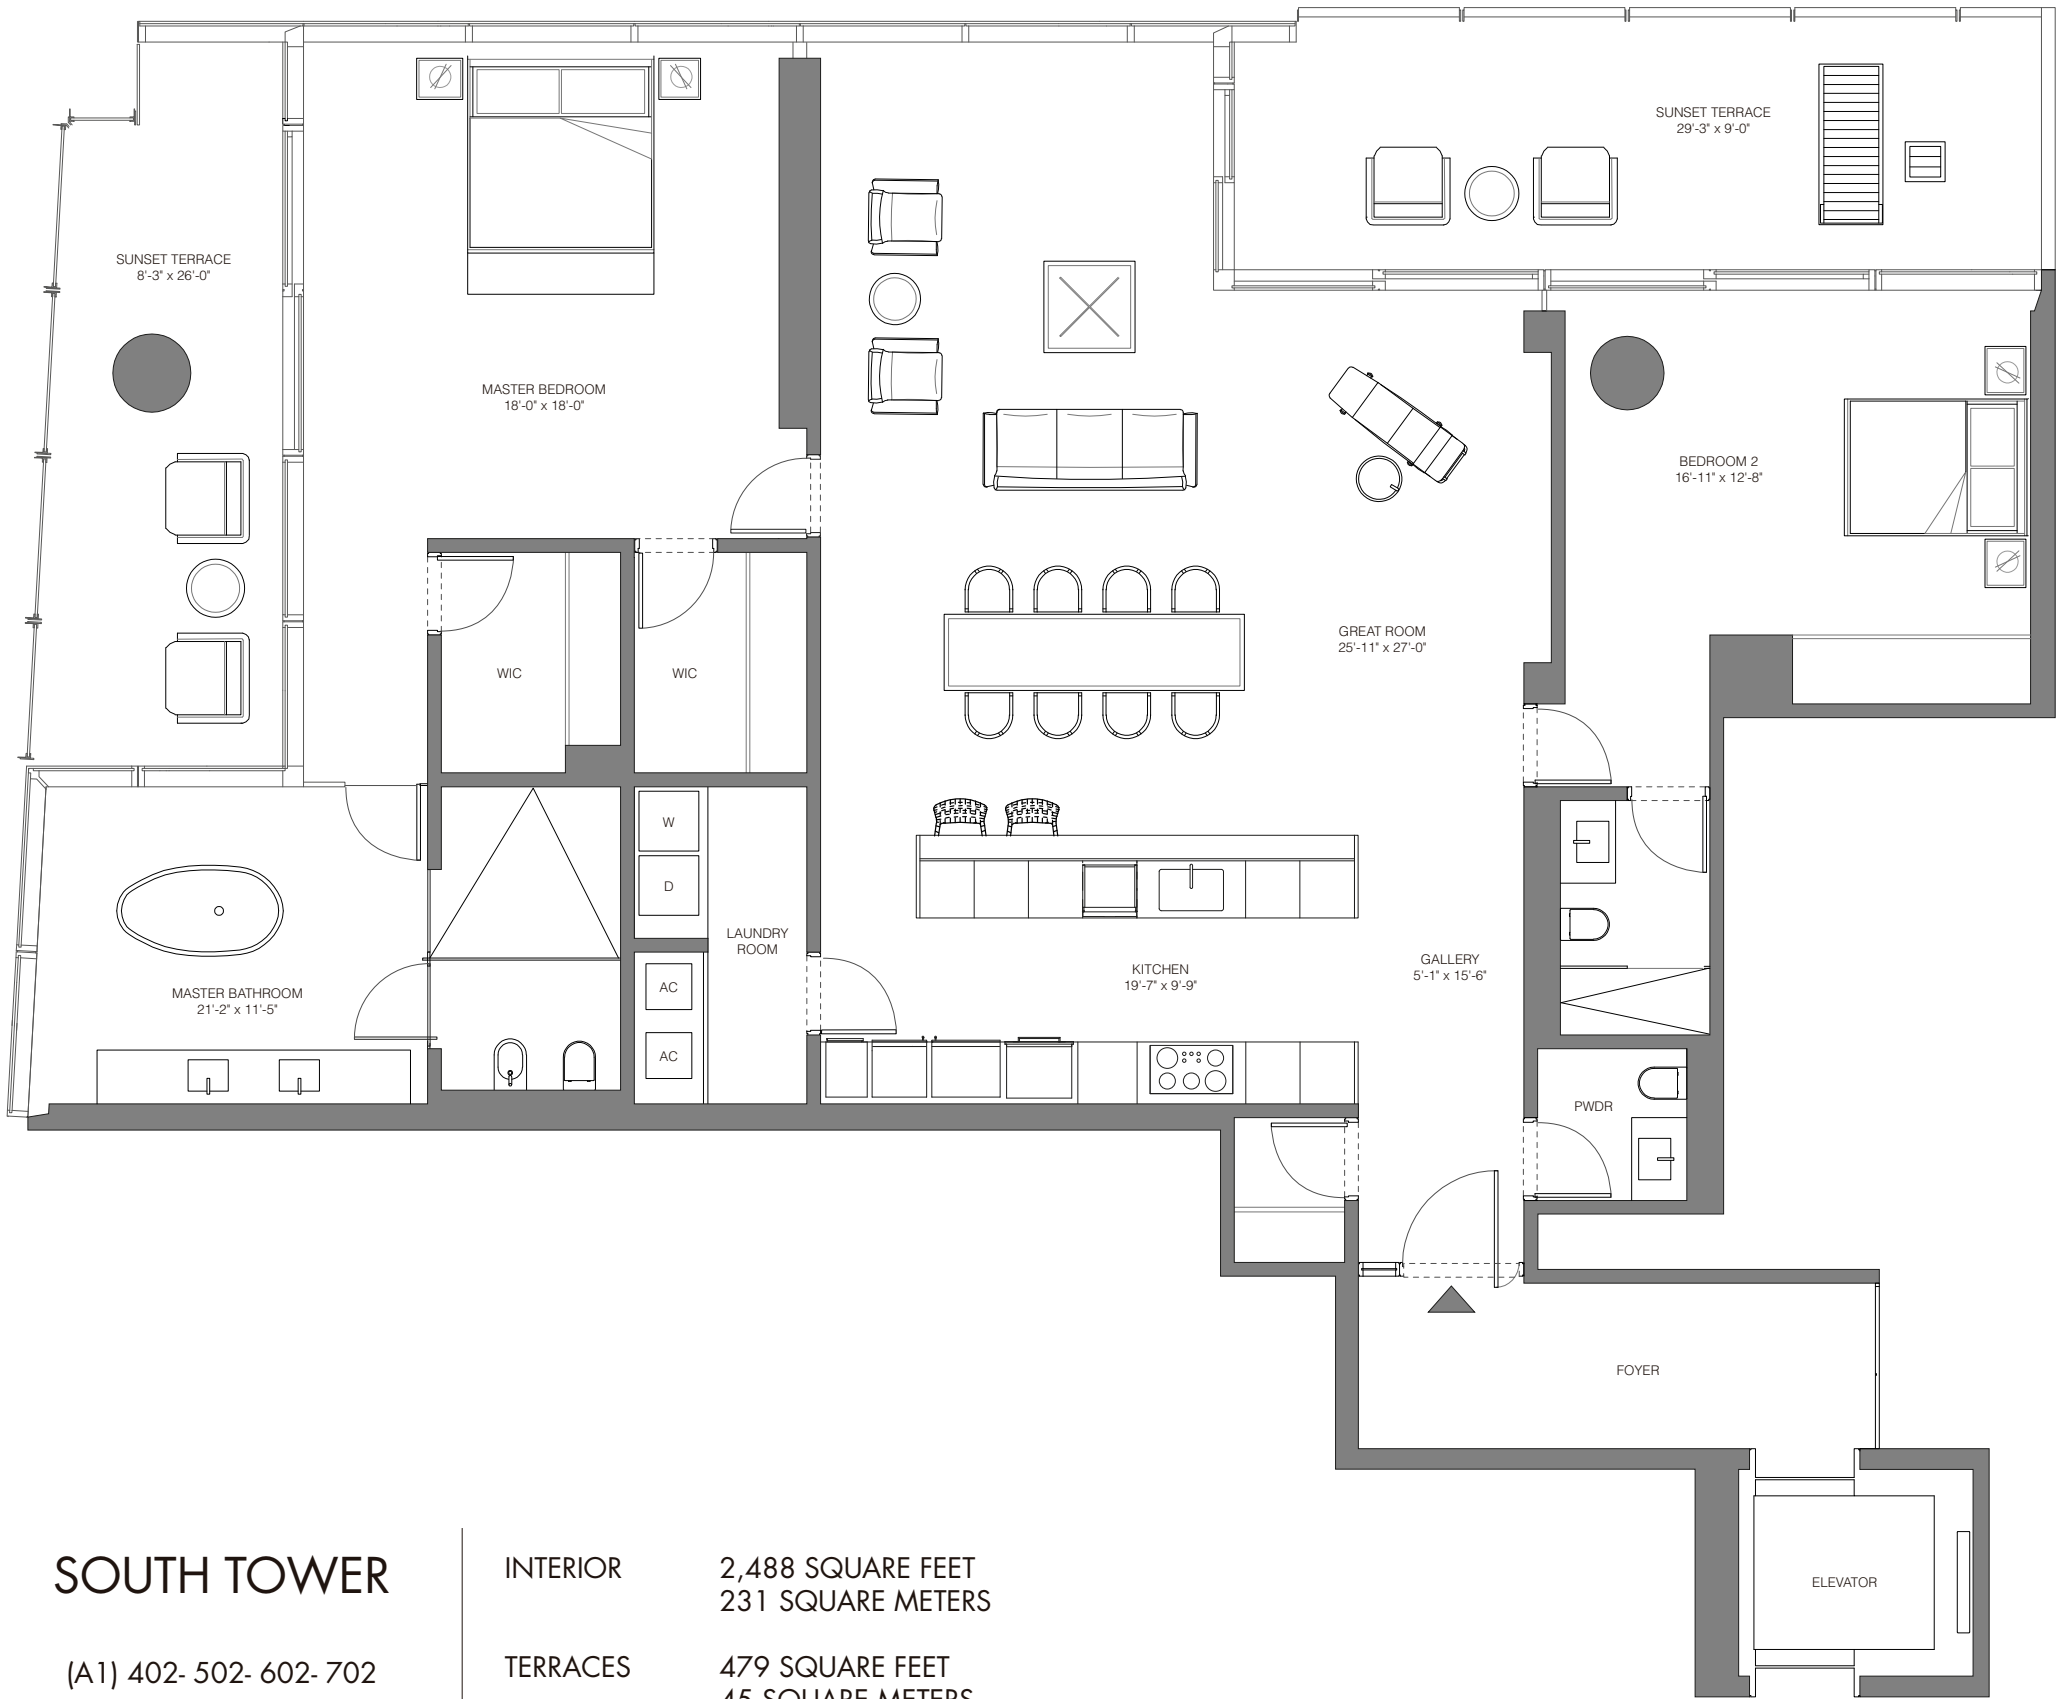 SUNSET TERRACE
29'-3" x 9'-0"
SUNSET TERRACE
8'-3" x 26'-0"
MASTER BEDROOM
18'-0" x 18'-0"
BEDROOM 2
16'-11" x 12'-8"
GREAT ROOM
25'-11" x 27'-0"
WIC
WIC
W
D
LAUNDRY
ROOM
AC
AC
MASTER BATHROOM
21'-2" x 11'-5"
KITCHEN
19'-7" x 9'-9"
GALLERY
5'-1" x 15'-6"
PWDR
FOYER
ELEVATOR
SOUTH TOWER
(A1) 402- 502- 602- 702
INTERIOR
2,488 SQUARE FEET
231 SQUARE METERS
TERRACES
479 SQUARE FEET
45 SQUARE METERS